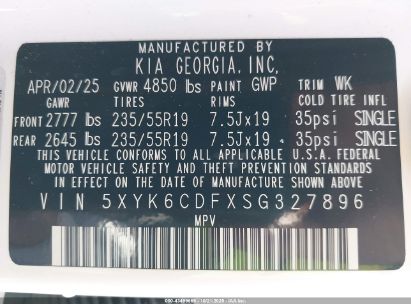 MANUFACTURED BY
KIA GEORGIA, INC,
APR/02/25 GVWR 4850 lbs PAINT GWP TRIM WK
GAWR TIRES RIMS COLD TIRE INFL
FRONT 2777 lbs 235/55R19 7.5Jx19 35psi SINGLE
REAR 2645 lbs 235/55R19 7.5Jx19 35psi SINGLE
THIS VEHICLE CONFORMS TO ALL APPLICABLE U.S.A. FEDERAL
MOTOR VEHICLE SAFETY AND THEFT PREVENTION STANDARDS
IN EFFECT ON THE DATE OF MANUFACTURE SHOWN ABOVE.
VIN 5XYK6CDFXSG327896
MPV